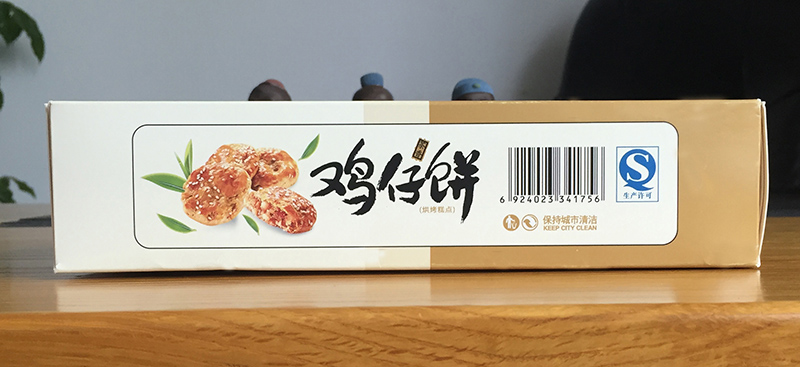 鸡仔饼
(烘烤糕点)
6 924023 341756
保持城市清洁
KEEP CITY CLEAN
QS
生产许可